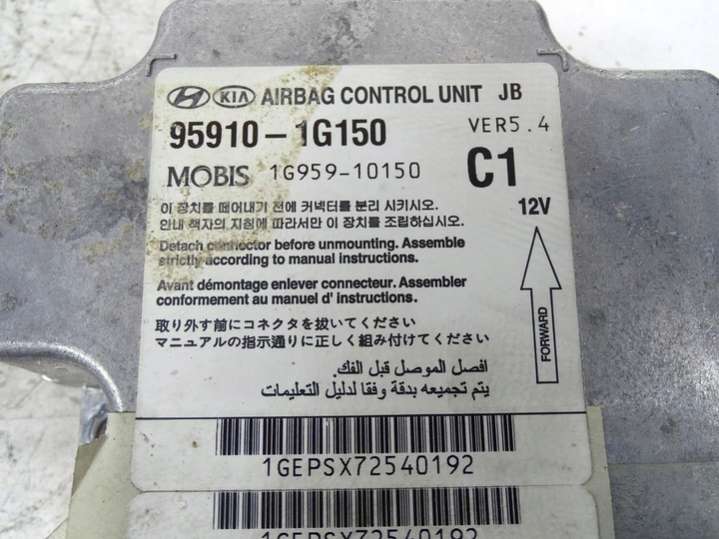 KIA AIRBAG CONTROL UNIT JB
95910-1G150 VER5.4
MOBIS 1G959-10150 C1
이 장치를 떼어내기 전에 커넥터를 분리 시키시오.
안내 책자의 지침에 따라서만 이 장치를 조립하십시오.
12V
Detach connector before unmounting. Assemble
strictly according to manual instructions.
Avant démontage enlever connecteur. Assembler
conformement au manuel d' instructions.
FORWARD
取り外す前にコネクタを抜いてください
マニュアルの指示通りに正しく組み付けてください
افصل الموصل قبل الفك.
يتم تجميعه بدقة وفقا لدليل التعليمات
1GEPSX72540192
1GEPSX72540192